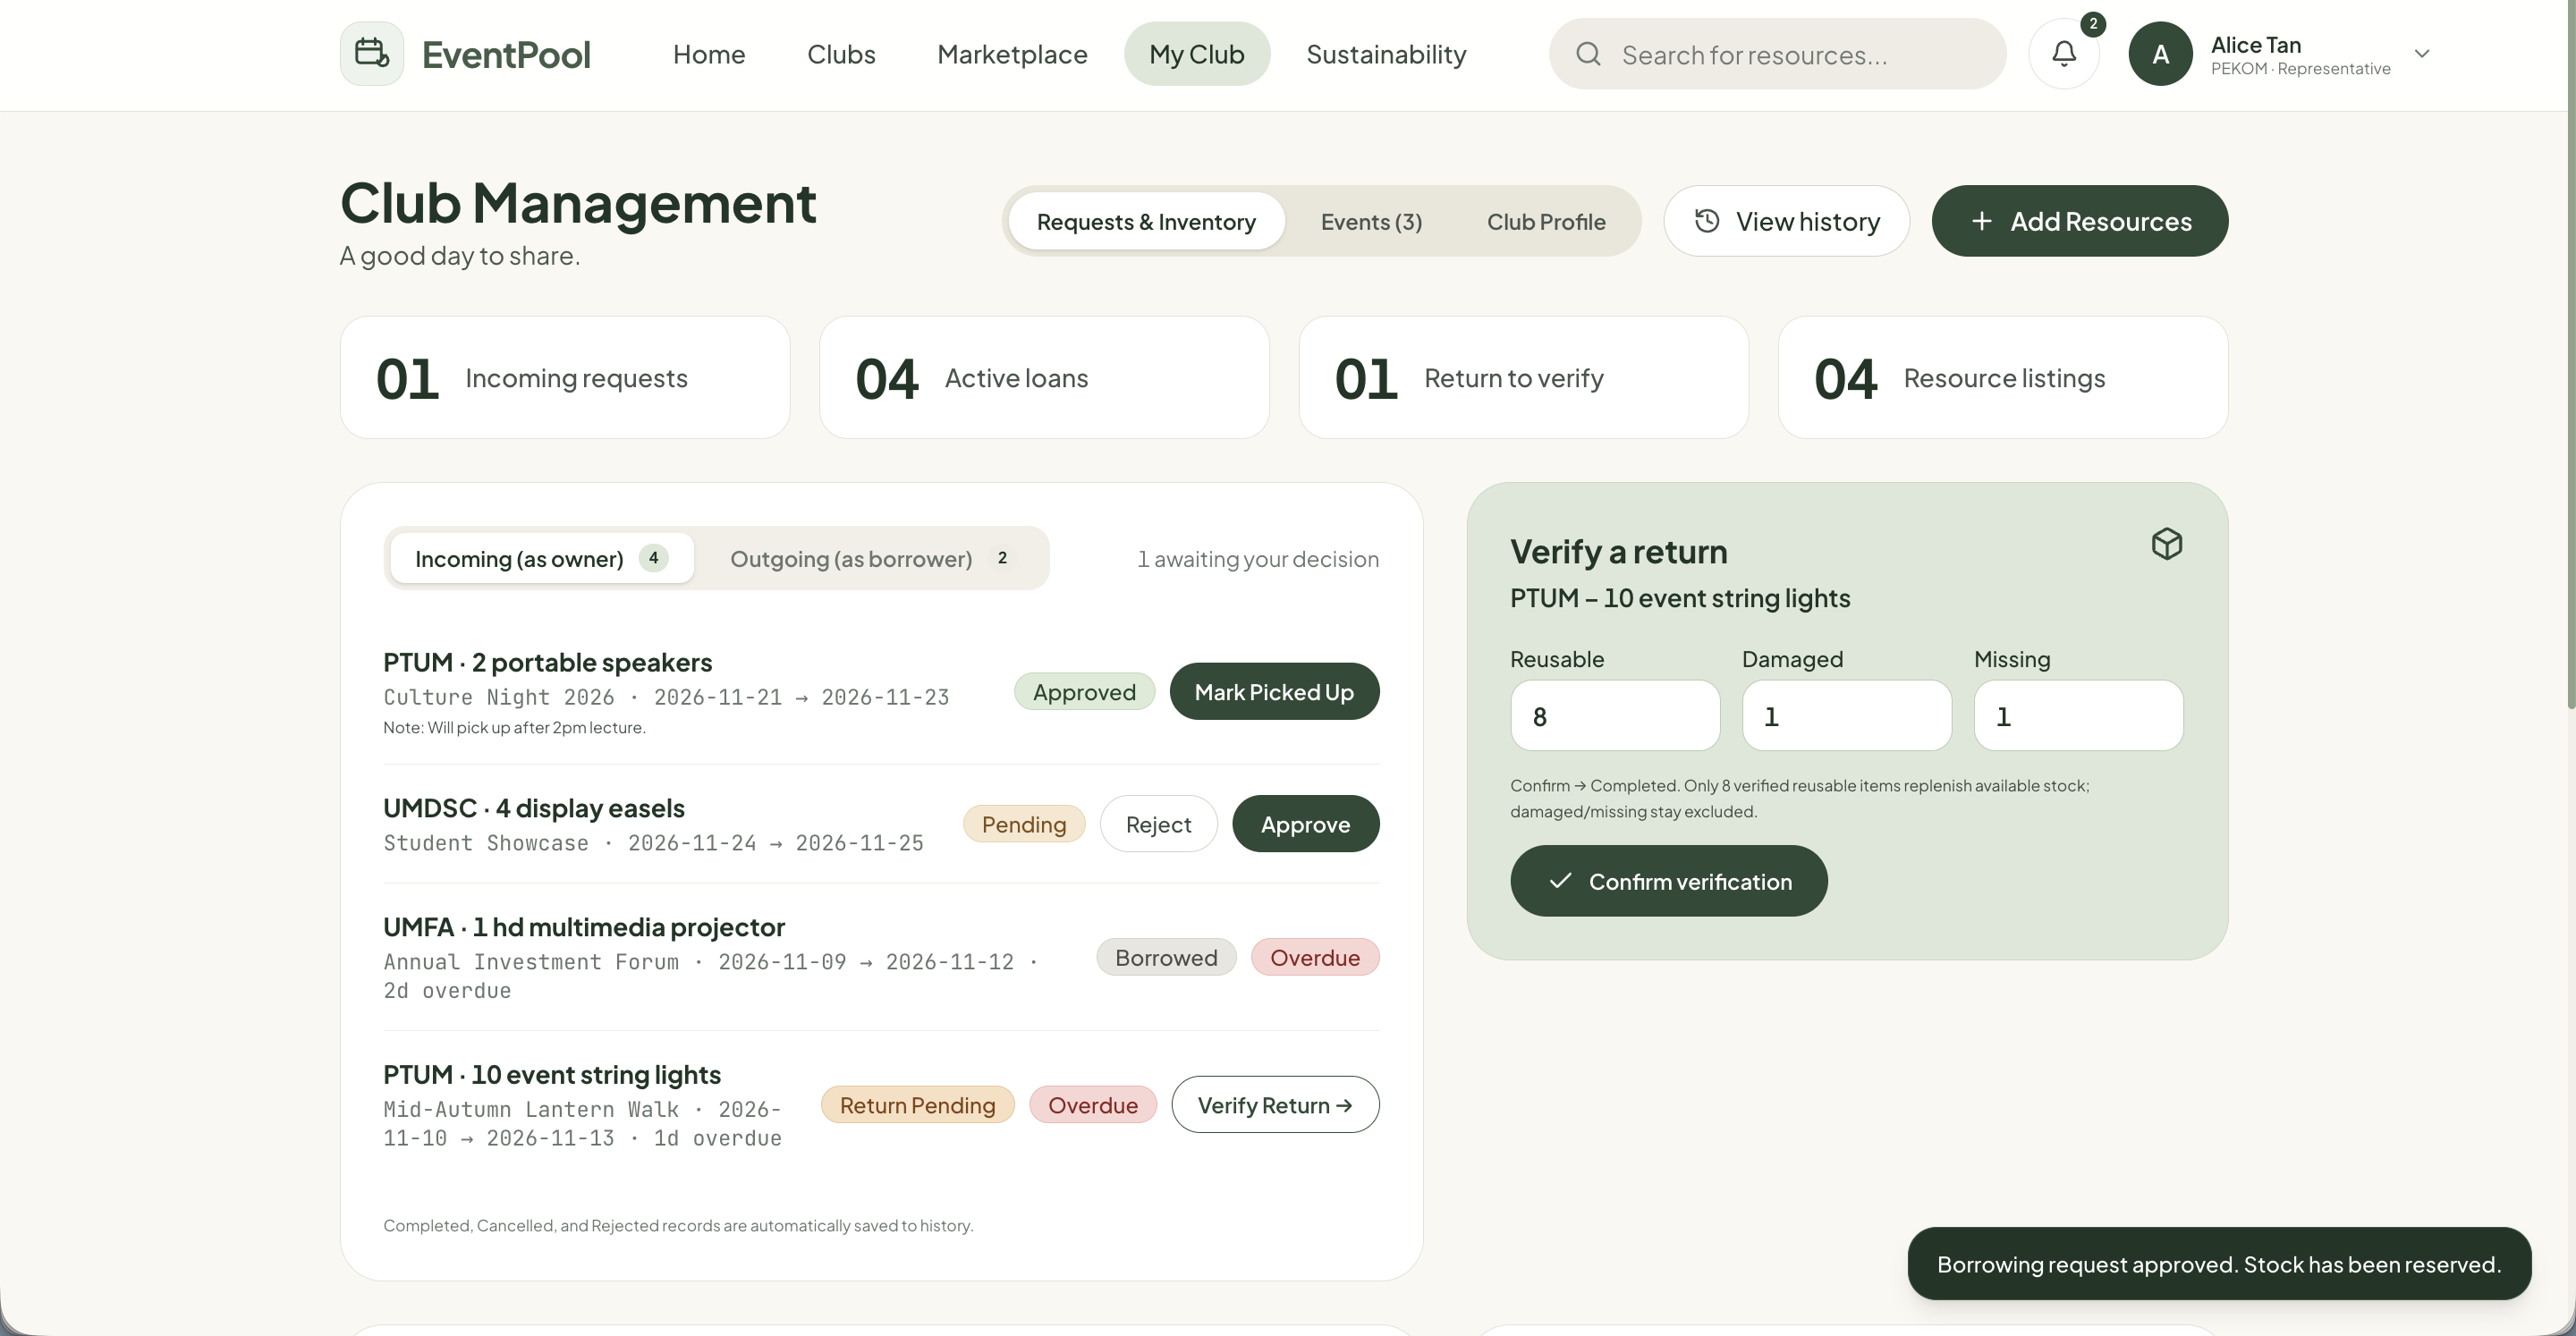 EventPool
Home
Clubs
Marketplace
My Club
Sustainability
Search for resources...
2
A
Alice Tan
PEKOM · Representative
Club Management
A good day to share.
Requests & Inventory
Events (3)
Club Profile
View history
+ Add Resources
01 Incoming requests
04 Active loans
01 Return to verify
04 Resource listings
Incoming (as owner) 4
Outgoing (as borrower) 2
1 awaiting your decision
PTUM · 2 portable speakers
Culture Night 2026 · 2026-11-21 → 2026-11-23
Note: Will pick up after 2pm lecture.
Approved
Mark Picked Up
UMDSC · 4 display easels
Student Showcase · 2026-11-24 → 2026-11-25
Pending
Reject
Approve
UMFA · 1 hd multimedia projector
Annual Investment Forum · 2026-11-09 → 2026-11-12 ·
2d overdue
Borrowed
Overdue
PTUM · 10 event string lights
Mid-Autumn Lantern Walk · 2026-
11-10 → 2026-11-13 · 1d overdue
Return Pending
Overdue
Verify Return →
Completed, Cancelled, and Rejected records are automatically saved to history.
Verify a return
PTUM – 10 event string lights
Reusable
Damaged
Missing
8
1
1
Confirm → Completed. Only 8 verified reusable items replenish available stock;
damaged/missing stay excluded.
Confirm verification
Borrowing request approved. Stock has been reserved.